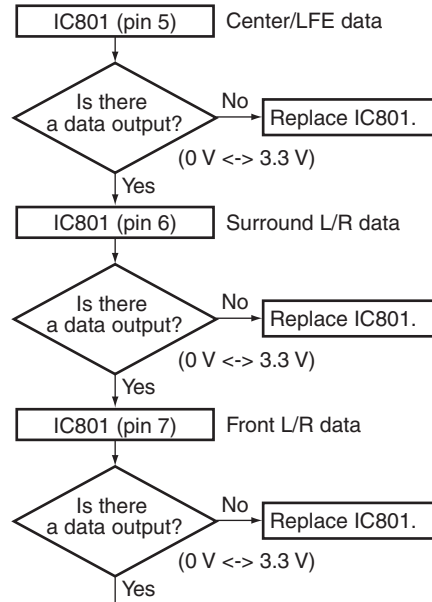 IC801 (pin 5) Center/LFE data
Is there
a data output?
No
Replace IC801.
(0 V <-> 3.3 V)
Yes
IC801 (pin 6) Surround L/R data
Is there
a data output?
No
Replace IC801.
(0 V <-> 3.3 V)
Yes
IC801 (pin 7) Front L/R data
Is there
a data output?
No
Replace IC801.
(0 V <-> 3.3 V)
Yes